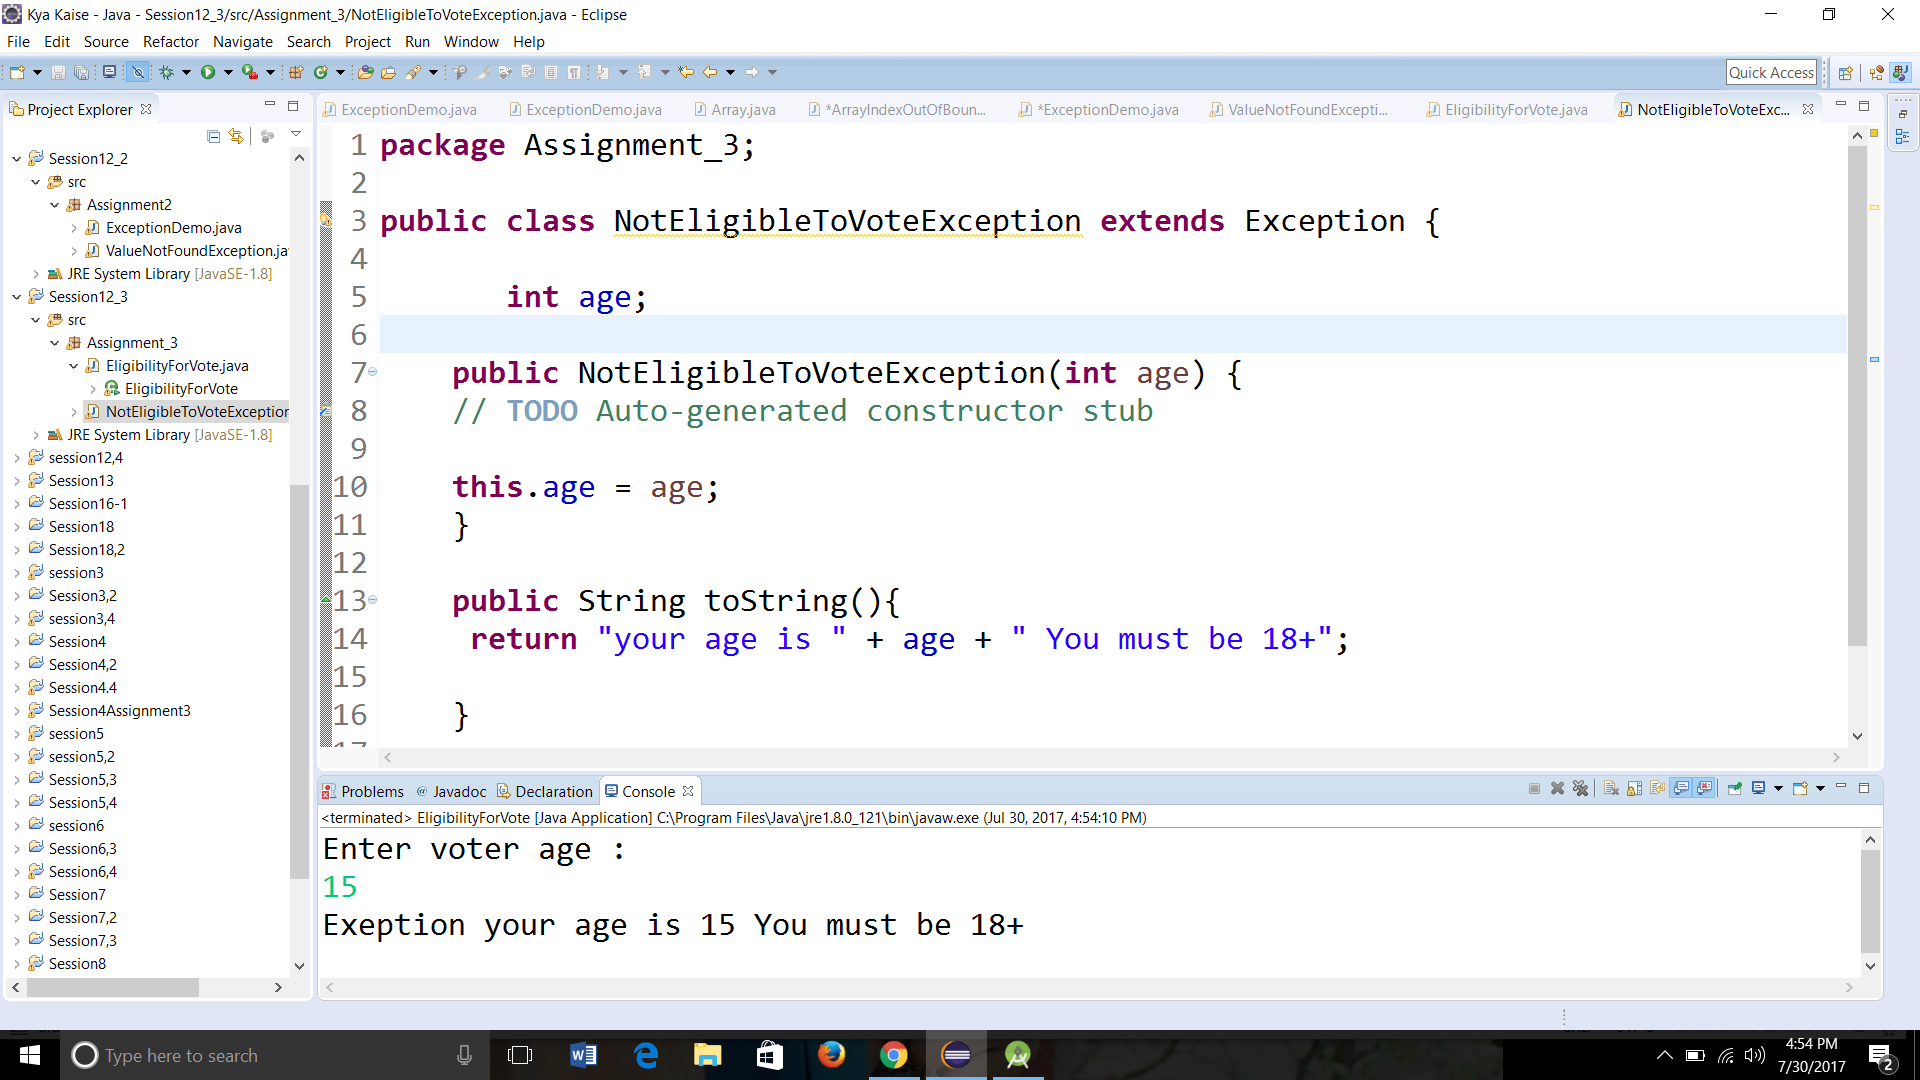 Kya Kaise - Java - Session12_3/src/Assignment_3/NotEligibleToVoteException.java - Eclipse
File Edit Source Refactor Navigate Search Project Run Window Help
Quick Access
Project Explorer
Session12_2
src
Assignment2
ExceptionDemo.java
ValueNotFoundException.ja
JRE System Library [JavaSE-1.8]
Session12_3
src
Assignment_3
EligibilityForVote.java
EligibilityForVote
NotEligibleToVoteException
JRE System Library [JavaSE-1.8]
session12,4
Session13
Session16-1
Session18
Session18,2
session3
Session3,2
session3,4
Session4
Session4,2
Session4.4
Session4Assignment3
session5
session5,2
Session5,3
Session5,4
session6
Session6,3
Session6,4
Session7
Session7,2
Session7,3
Session8
ExceptionDemo.java ExceptionDemo.java Array.java *ArrayIndexOutOfBoun... *ExceptionDemo.java ValueNotFoundExcepti... EligibilityForVote.java NotEligibleToVoteExc...
1 package Assignment_3;
2
3 public class NotEligibleToVoteException extends Exception {
4
5 int age;
6
7 public NotEligibleToVoteException(int age) {
8 // TODO Auto-generated constructor stub
9
10 this.age = age;
11 }
12
13 public String toString(){
14 return "your age is " + age + " You must be 18+";
15
16 }
17
Problems @ Javadoc Declaration Console
<terminated> EligibilityForVote [Java Application] C:\Program Files\Java\jre1.8.0_121\bin\javaw.exe (Jul 30, 2017, 4:54:10 PM)
Enter voter age :
15
Exeption your age is 15 You must be 18+
Type here to search
4:54 PM
7/30/2017
2